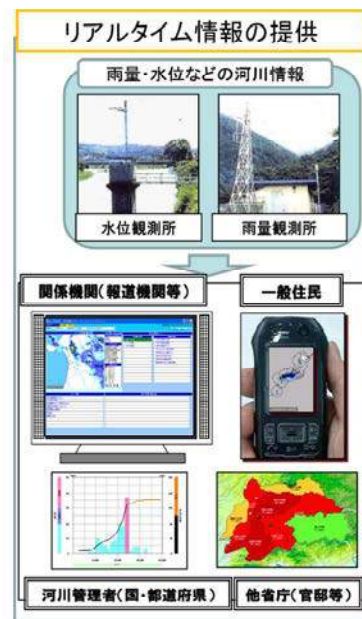 リアルタイム情報の提供
雨量・水位などの河川情報
水位観測所
雨量観測所
関係機関(報道機関等)
一般住民
河川管理者(国・都道府県)
他省庁(官邸等)